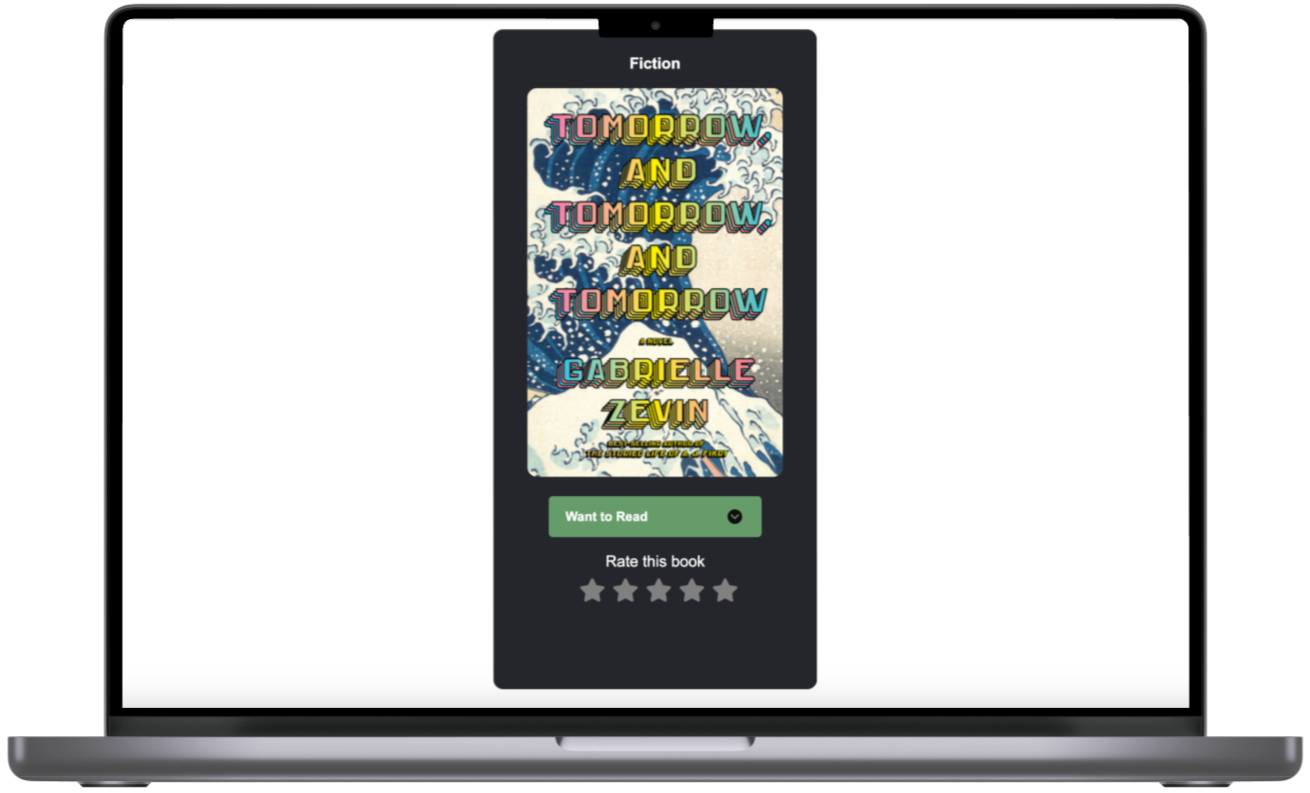 Fiction
TOMORROW,
AND
TOMORROW,
AND
TOMORROW
A NOVEL
GABRIELLE
ZEVIN
BEST-SELLING AUTHOR OF
THE STORIED LIFE OF A. J. FIKRY
Want to Read
Rate this book